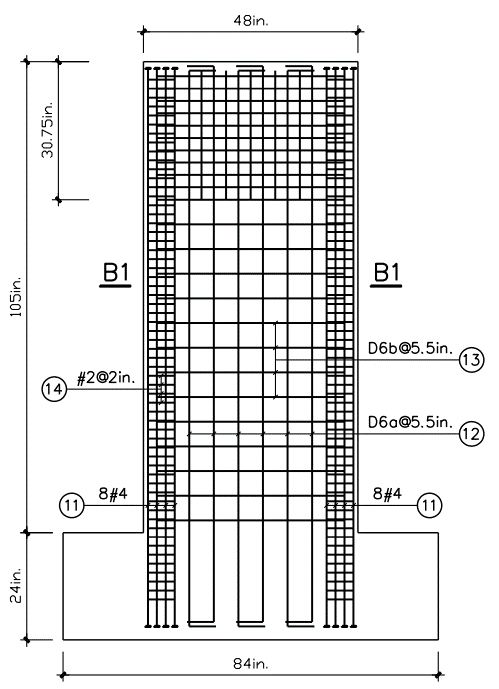 48in.
30.75in.
105in.
B1
B1
D6b@5.5in.
13
#2@2in.
14
D6a@5.5in.
12
8#4
11
8#4
11
24in.
84in.